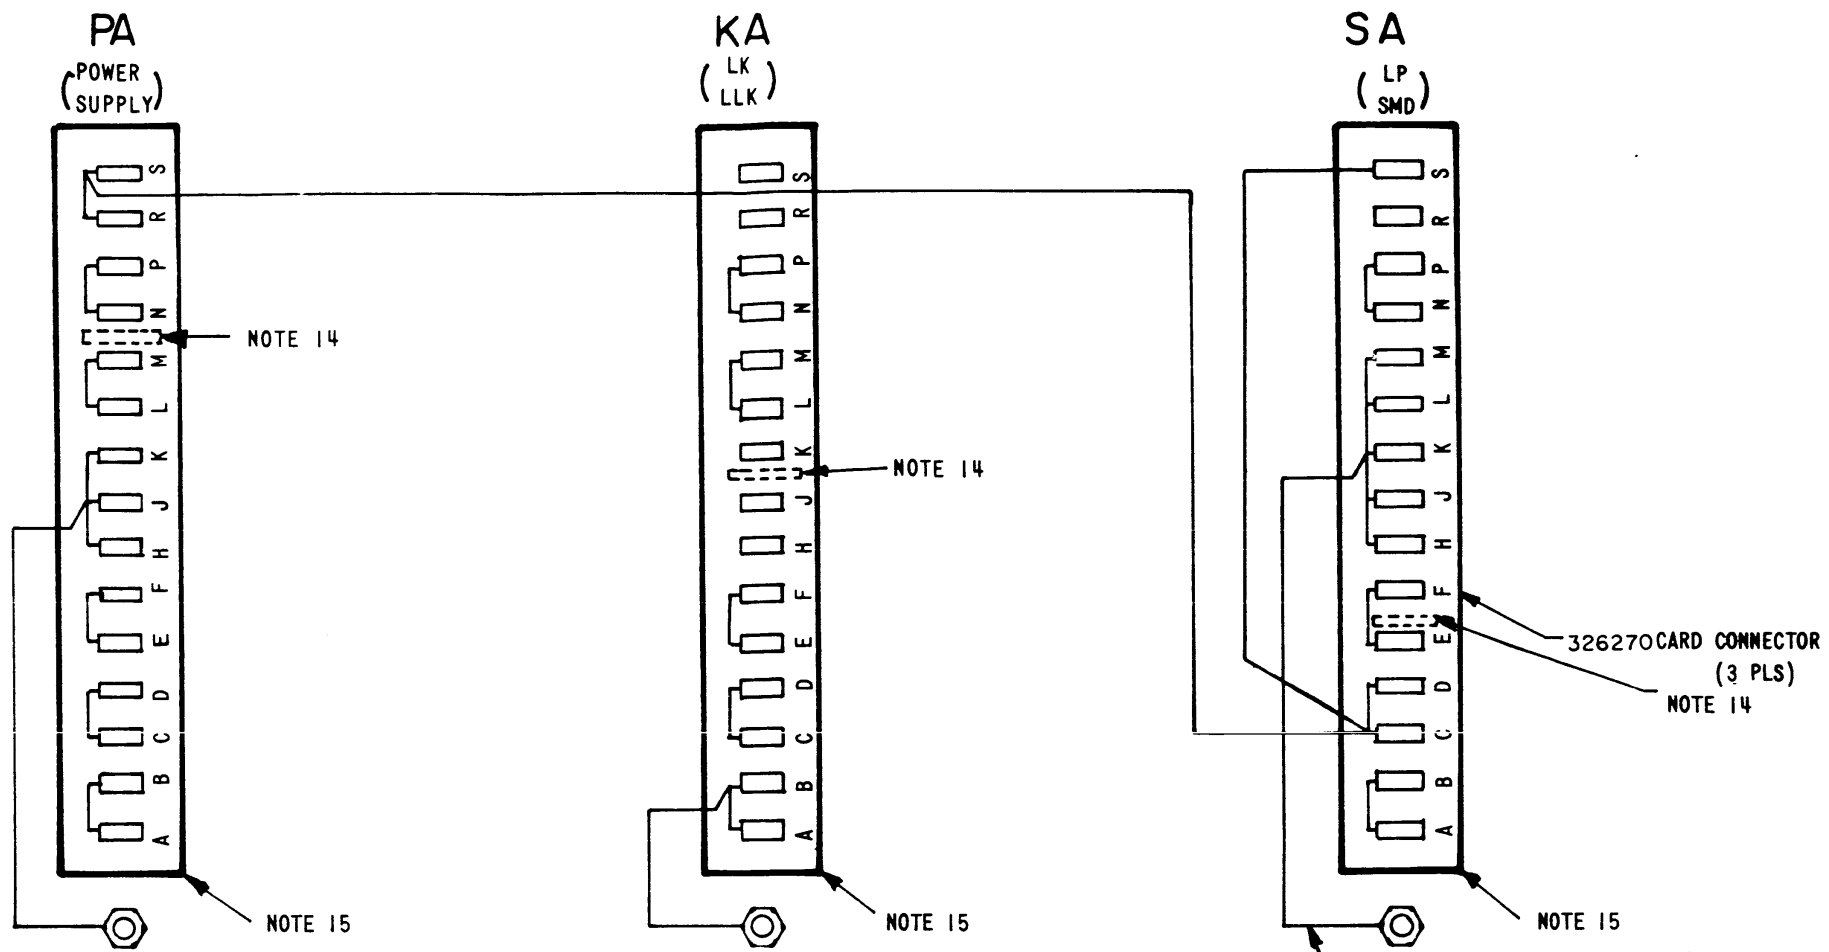 PA
(POWER
SUPPLY)
S
R
P
N
NOTE 14
M
L
K
J
H
F
E
D
C
B
A
NOTE 15
KA
(LK
LLK)
S
R
P
N
M
L
K
NOTE 14
J
H
F
E
D
C
B
A
NOTE 15
SA
(LP
SMD)
S
R
P
N
M
L
K
J
H
F
E
D
C
B
A
326270 CARD CONNECTOR
(3 PLS)
NOTE 14
NOTE 15